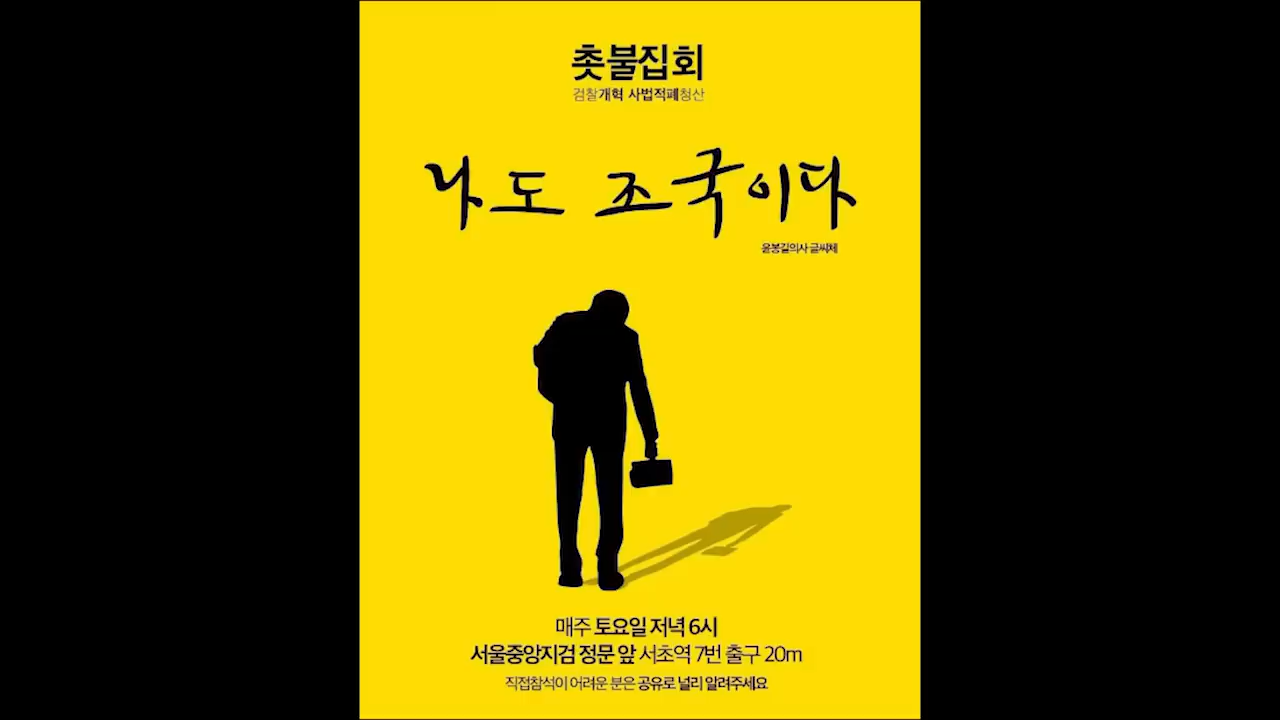 촛불집회
검찰개혁 사법적폐청산
나도 조국이다
윤봉길의사 글씨체
매주 토요일 저녁 6시
서울중앙지검 정문 앞 서초역 7번 출구 20m
직접참석이 어려운 분은 공유로 널리 알려주세요